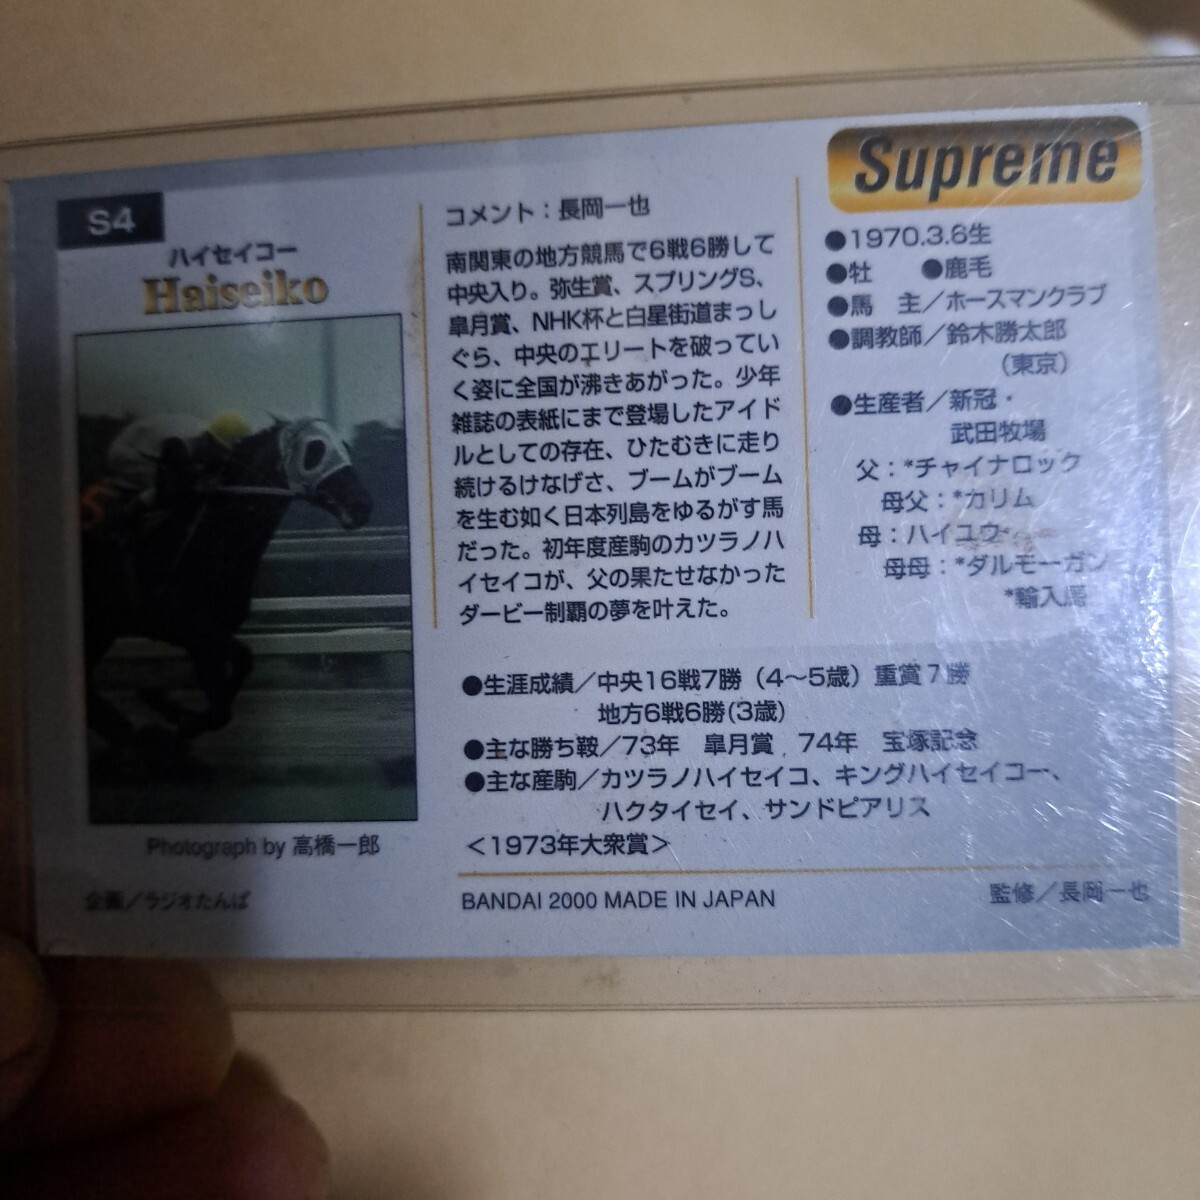 Supreme
S4
ハイセイコー
Haiseiko
コメント：長岡一也
南関東の地方競馬で6戦6勝して
中央入り。弥生賞、スプリングS、
皐月賞、NHK杯と白星街道まっし
ぐら、中央のエリートを破ってい
く姿に全国が沸きあがった。少年
雑誌の表紙にまで登場したアイド
ルとしての存在、ひたむきに走り
続けるけなげさ、ブームがブーム
を生む如く日本列島をゆるがす馬
だった。初年度産駒のカツラノハ
イセイコが、父の果たせなかった
ダービー制覇の夢を叶えた。
●1970.3.6生
●牡　●鹿毛
●馬　主／ホースマンクラブ
●調教師／鈴木勝太郎
（東京）
●生産者／新冠・
武田牧場
父：*チャイナロック
母父：*カリム
母：ハイユウ
母母：*ダルモーガン
*輸入馬
●生涯成績／中央16戦7勝（4～5歳）重賞7勝
地方6戦6勝(3歳)
●主な勝ち鞍／73年　皐月賞　74年　宝塚記念
●主な産駒／カツラノハイセイコ、キングハイセイコー、
ハクタイセイ、サンドピアリス
＜1973年大衆賞＞
Photograph by 高橋一郎
企画／ラジオたんぱ
BANDAI 2000 MADE IN JAPAN
監修／長岡一也
5